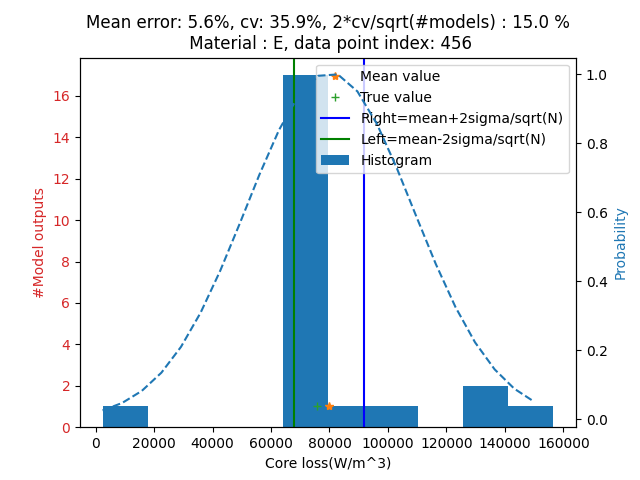 Mean error: 5.6%, cv: 35.9%, 2*cv/sqrt(#models) : 15.0 %
Material : E, data point index: 456
Mean value
True value
Right=mean+2sigma/sqrt(N)
Left=mean-2sigma/sqrt(N)
Histogram
#Model outputs
16
14
12
10
8
6
4
2
0
1.0
0.8
0.6
0.4
0.2
0.0
Probability
0 20000 40000 60000 80000 100000 120000 140000 160000
Core loss(W/m^3)